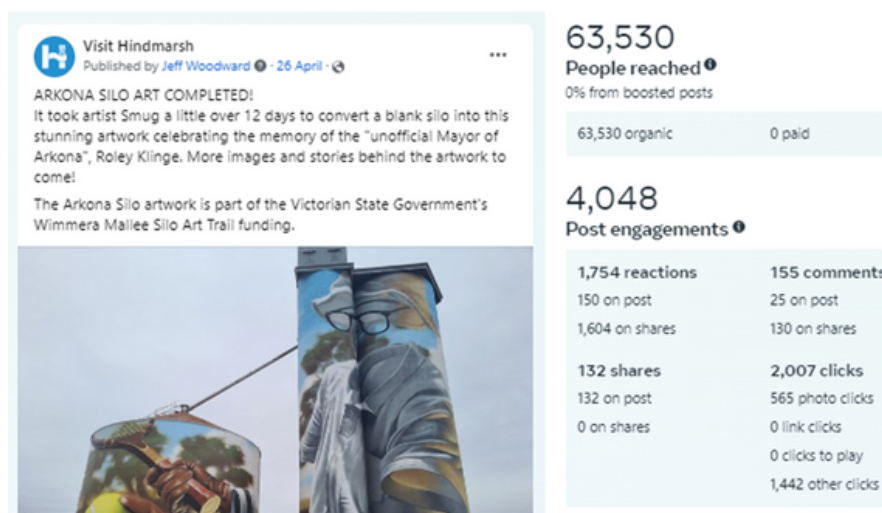 Visit Hindmarsh
Published by Jeff Woodward · 26 April ·
ARKONA SILO ART COMPLETED!
It took artist Smug a little over 12 days to convert a blank silo into this
stunning artwork celebrating the memory of the "unofficial Mayor of
Arkona", Roley Klinge. More images and stories behind the artwork to
come!
The Arkona Silo artwork is part of the Victorian State Government's
Wimmera Mallee Silo Art Trail funding.
63,530
People reached
0% from boosted posts
63,530 organic
0 paid
4,048
Post engagements
1,754 reactions
150 on post
1,604 on shares
155 comments
25 on post
130 on shares
132 shares
132 on post
0 on shares
2,007 clicks
565 photo clicks
0 link clicks
0 clicks to play
1,442 other clicks